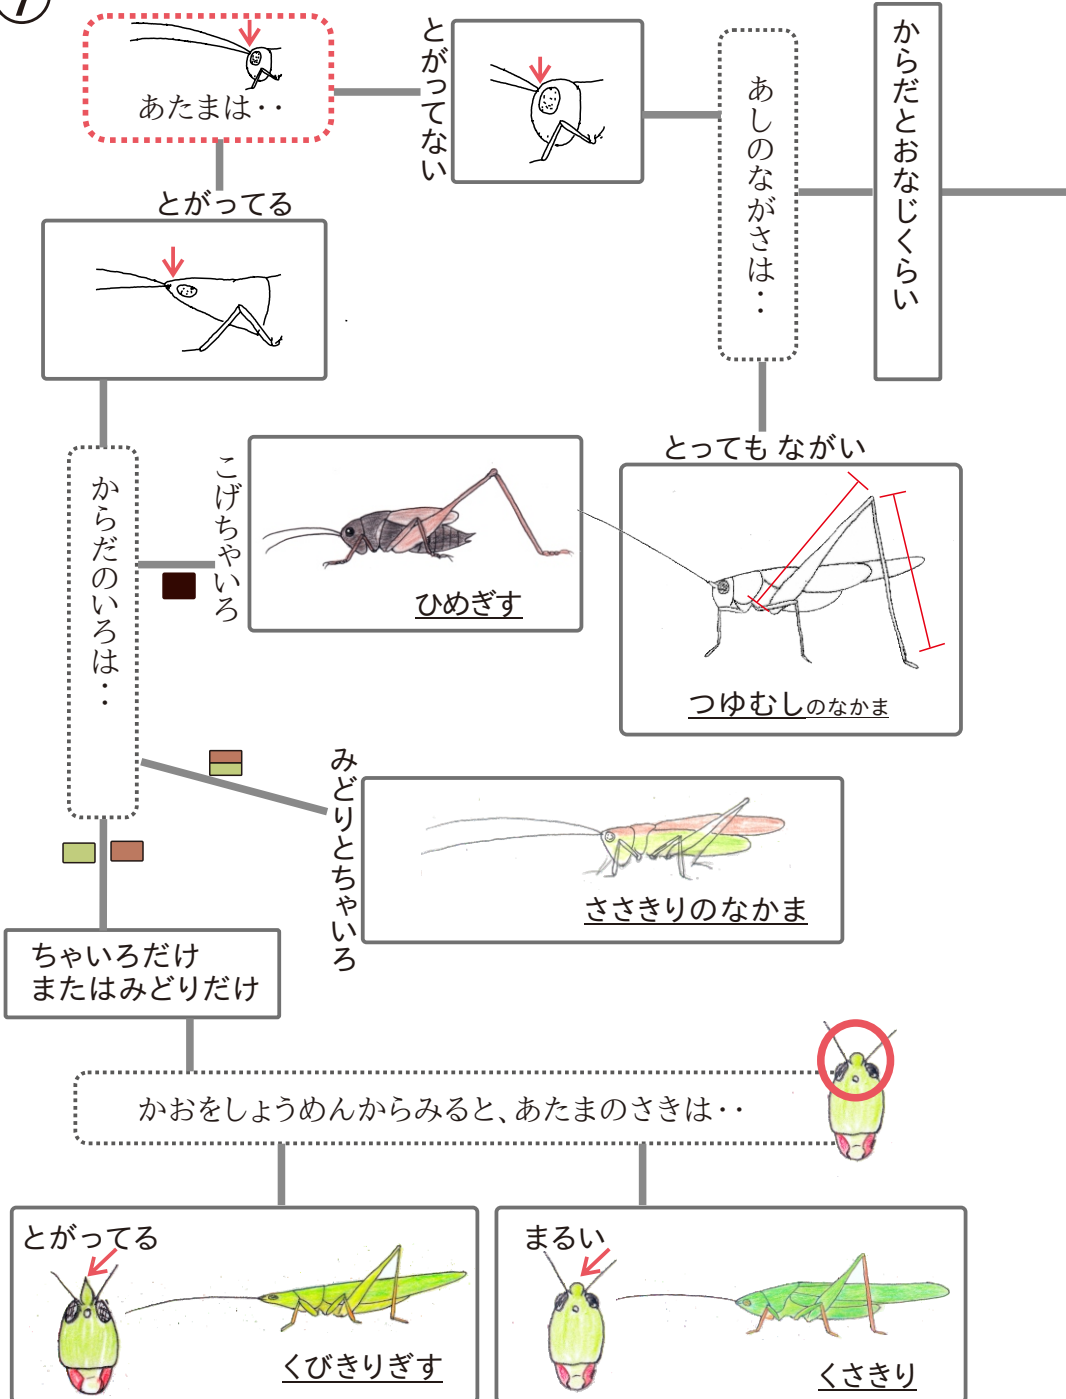 あたまは・・
とがってない
あしのながさは・・
からだとおなじくらい
とがってる
とっても ながい
つゆむしのなかま
からだのいろは・・
こげちゃいろ
ひめぎす
みどりとちゃいろ
ささきりのなかま
ちゃいろだけ
またはみどりだけ
かおをしょうめんからみると、あたまのさきは・・
とがってる
くびきりぎす
まるい
くさきり